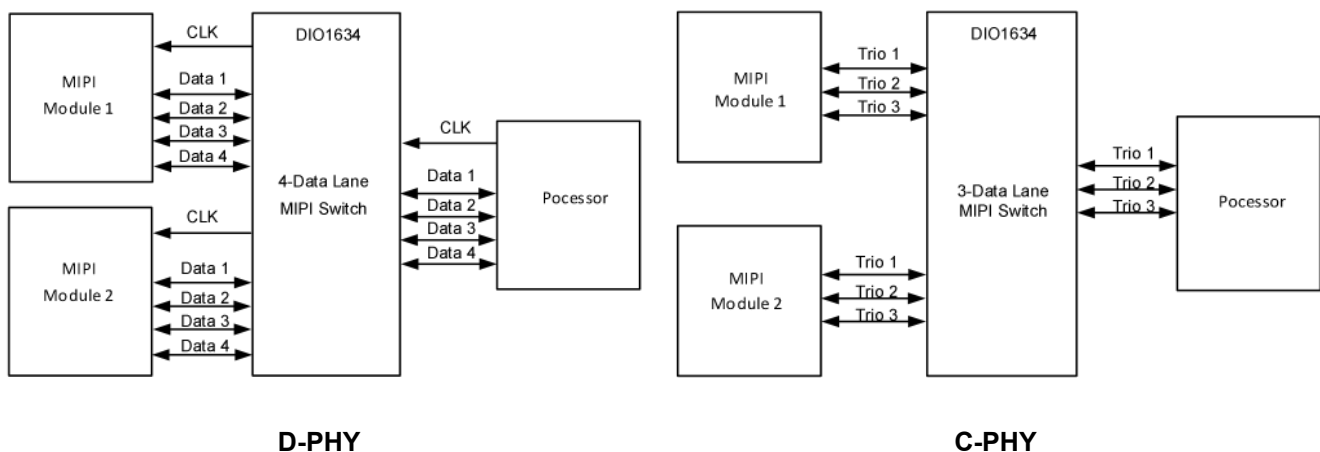 CLK
Data 1
Data 2
Data 3
Data 4
MIPI
Module 1
CLK
Data 1
Data 2
Data 3
Data 4
MIPI
Module 2
DIO1634
4-Data Lane
MIPI Switch
CLK
Data 1
Data 2
Data 3
Data 4
Pocessor
D-PHY
MIPI
Module 1
Trio 1
Trio 2
Trio 3
MIPI
Module 2
Trio 1
Trio 2
Trio 3
DIO1634
3-Data Lane
MIPI Switch
Trio 1
Trio 2
Trio 3
Pocessor
C-PHY